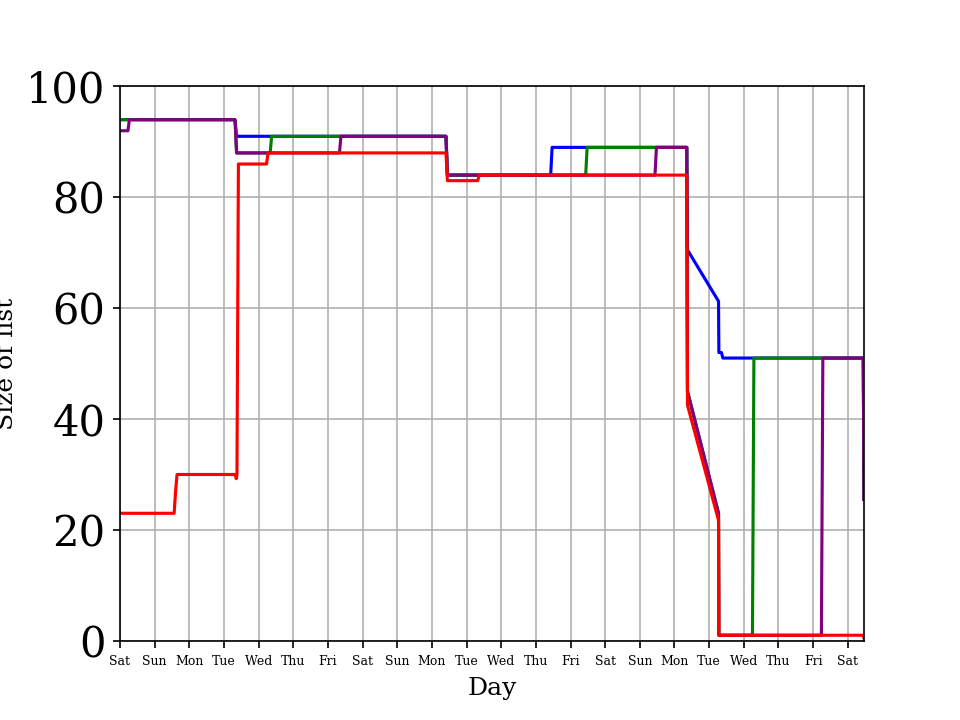 100
80
60
40
20
0
Size of list
Sat Sun Mon Tue Wed Thu Fri Sat Sun Mon Tue Wed Thu Fri Sat Sun Mon Tue Wed Thu Fri Sat
Day